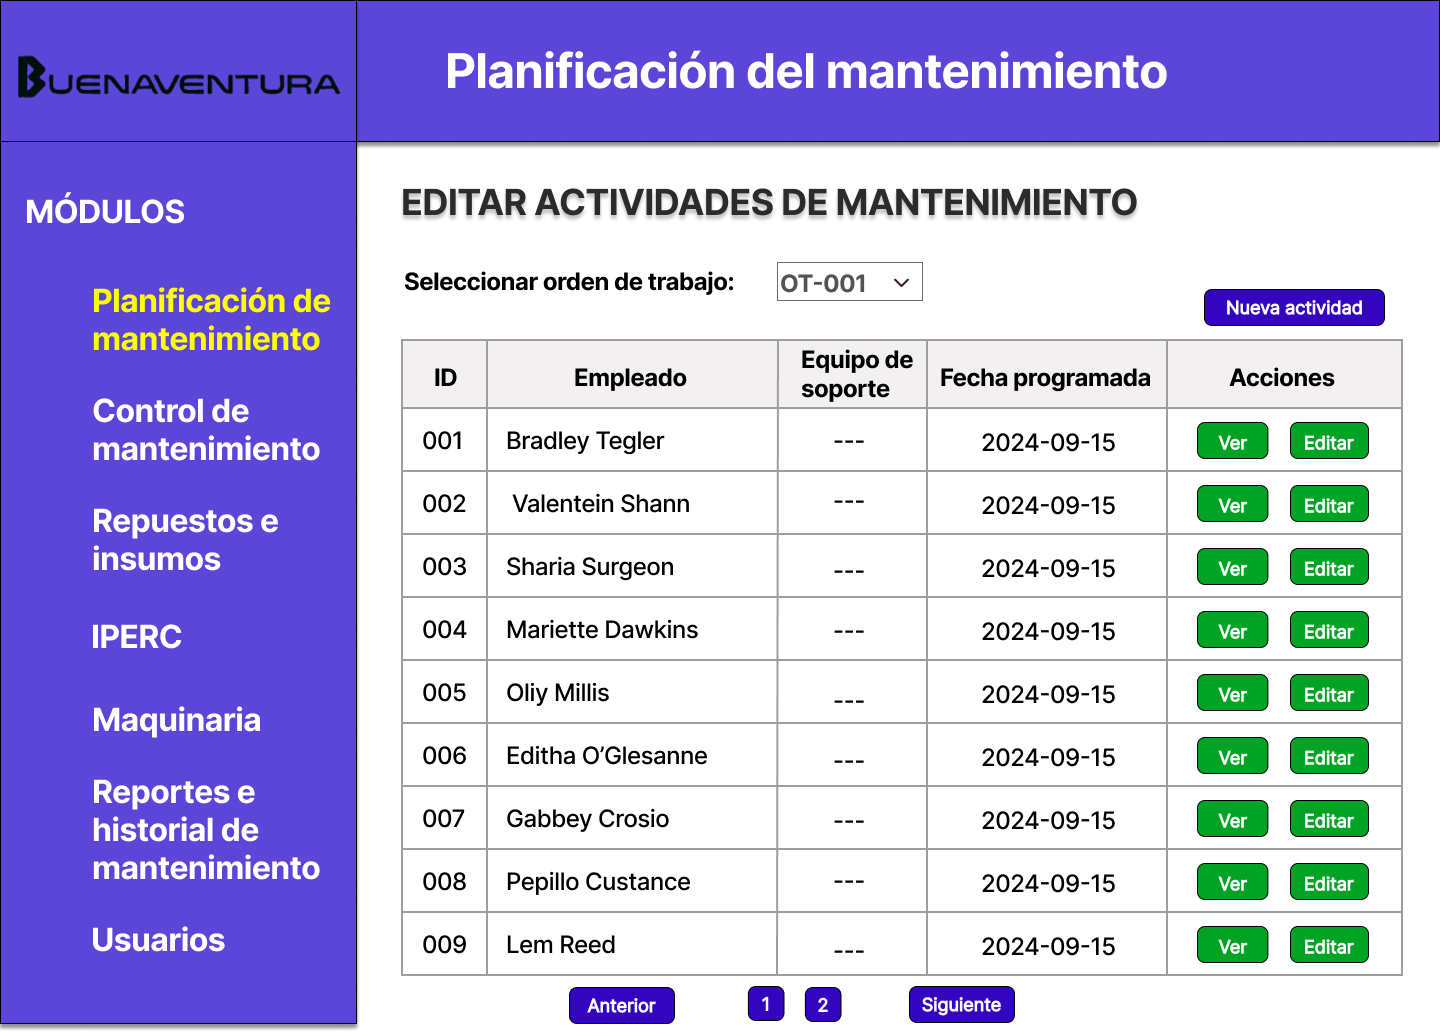 BUENAVENTURA
Planificación del mantenimiento
MÓDULOS
Planificación de
mantenimiento
Control de
mantenimiento
Repuestos e
insumos
IPERC
Maquinaria
Reportes e
historial de
mantenimiento
Usuarios
EDITAR ACTIVIDADES DE MANTENIMIENTO
Seleccionar orden de trabajo: OT-001
Nueva actividad
ID Empleado Equipo de soporte Fecha programada Acciones
001 Bradley Tegler --- 2024-09-15 Ver Editar
002 Valentein Shann --- 2024-09-15 Ver Editar
003 Sharia Surgeon --- 2024-09-15 Ver Editar
004 Mariette Dawkins --- 2024-09-15 Ver Editar
005 Oliy Millis --- 2024-09-15 Ver Editar
006 Editha O’Glesanne --- 2024-09-15 Ver Editar
007 Gabbey Crosio --- 2024-09-15 Ver Editar
008 Pepillo Custance --- 2024-09-15 Ver Editar
009 Lem Reed --- 2024-09-15 Ver Editar
Anterior 1 2 Siguiente